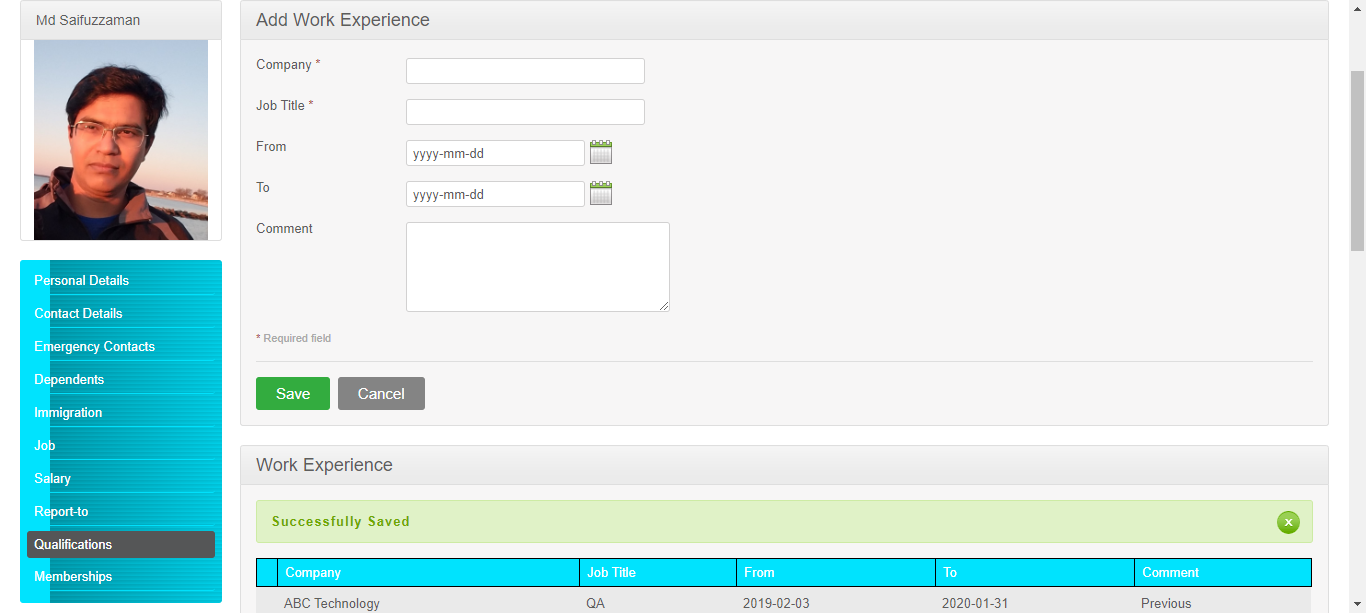 Md Saifuzzaman
Personal Details
Contact Details
Emergency Contacts
Dependents
Immigration
Job
Salary
Report-to
Qualifications
Memberships
Add Work Experience
Company *
Job Title *
From yyyy-mm-dd
To yyyy-mm-dd
Comment
* Required field
Save Cancel
Work Experience
Successfully Saved x
Company Job Title From To Comment
ABC Technology QA 2019-02-03 2020-01-31 Previous